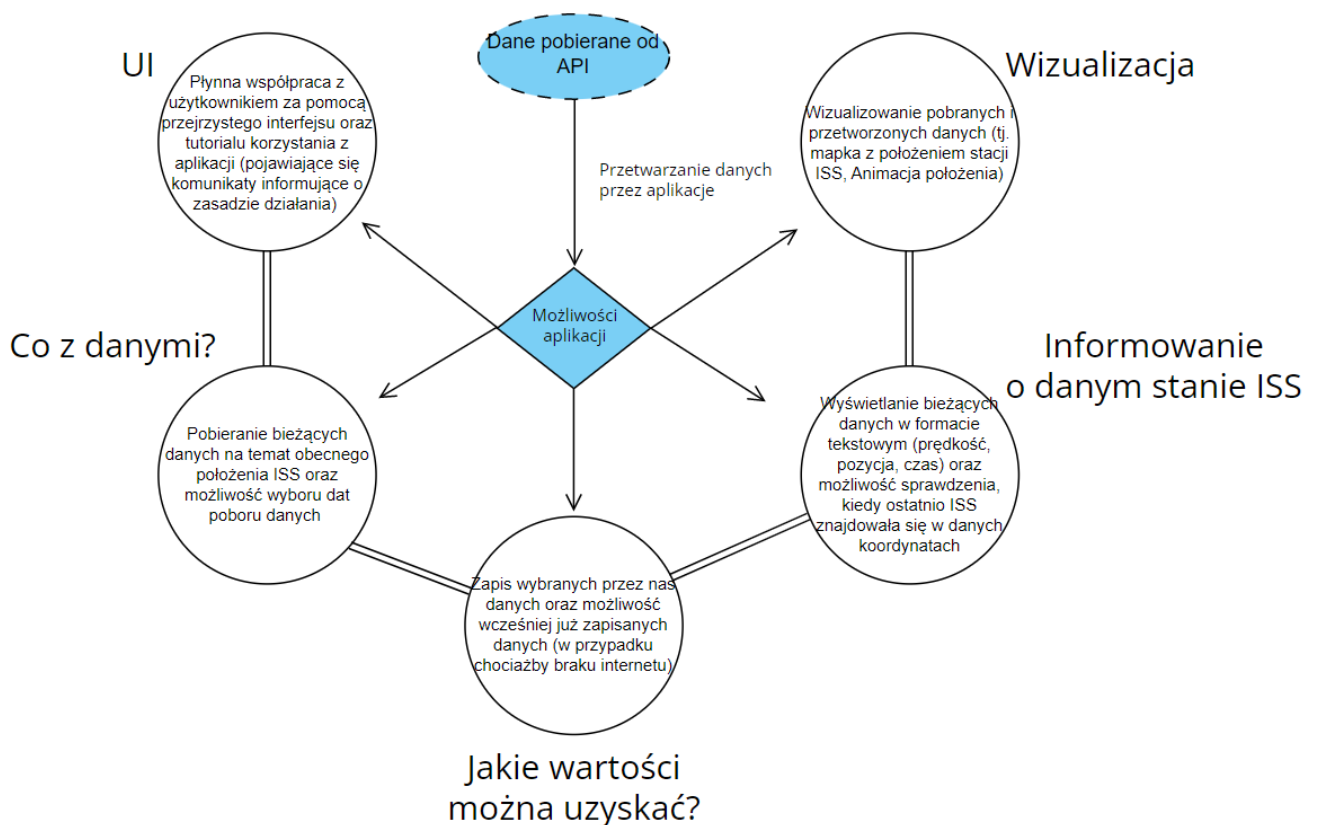 UI
Płynna współpraca z
użytkownikiem za pomocą
przejrzystego interfejsu oraz
tutorialu korzystania z
aplikacji (pojawiające się
komunikaty informujące o
zasadzie działania)
Dane pobierane od
API
Wizualizacja
Wizualizowanie pobranych i
przetworzonych danych (tj.
mapka z położeniem stacji
ISS, Animacja położenia)
Przetwarzanie danych
przez aplikacje
Możliwości
aplikacji
Co z danymi?
Pobieranie bieżących
danych na temat obecnego
położenia ISS oraz
możliwość wyboru dat
poboru danych
Informowanie
o danym stanie ISS
Wyświetlanie bieżących
danych w formacie
tekstowym (prędkość,
pozycja, czas) oraz
możliwość sprawdzenia,
kiedy ostatnio ISS
znajdowała się w danych
koordynatach
Zapis wybranych przez nas
danych oraz możliwość
wcześniej już zapisanych
danych (w przypadku
chociażby braku internetu)
Jakie wartości
można uzyskać?